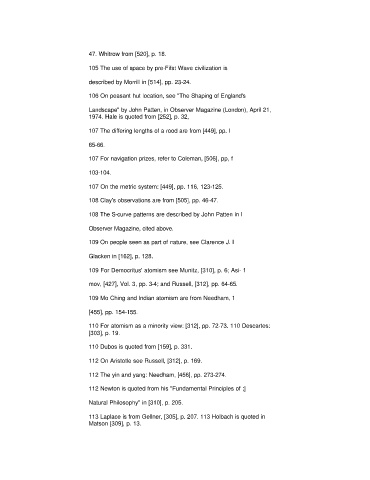 47. Whitrow from [520], p. 18.
105 The use of space by pre-First Wave civilization is
described by Morrill in [514], pp. 23-24.
106 On peasant hut location, see "The Shaping of England's
Landscape" by John Patten, in Observer Magazine (London), April 21,
1974. Hale is quoted from [252], p. 32.
107 The differing lengths of a rood are from [449], pp. I
65-66.
107 For navigation prizes, refer to Coleman, [506], pp, f
103-104.
107 On the metric system: [449], pp. 116, 123-125.
108 Clay's observations are from [505], pp. 46-47.
108 The S-curve patterns are described by John Patten in I
Observer Magazine, cited above.
109 On people seen as part of nature, see Clarence J. II
Glacken in [162], p. 128.
109 For Democritus' atomism see Munitz, [310], p. 6; Asi- 1
mov, [427], Vol. 3, pp. 3-4; and Russell, [312], pp. 64-65.
109 Mo Ching and Indian atomism are from Needham, 1
[455], pp. 154-155.
110 For atomism as a minority view: [312], pp. 72-73. 110 Descartes:
[303], p. 19.
110 Dubos is quoted from [159], p. 331.
112 On Aristotle see Russell, [312], p. 169.
112 The yin and yang: Needham, [456], pp. 273-274.
112 Newton is quoted from his "Fundamental Principles of ;j
Natural Philosophy" in [310], p. 205.
113 Laplace is from Gellner, [305], p. 207. 113 Holbach is quoted in
Matson [309], p. 13.